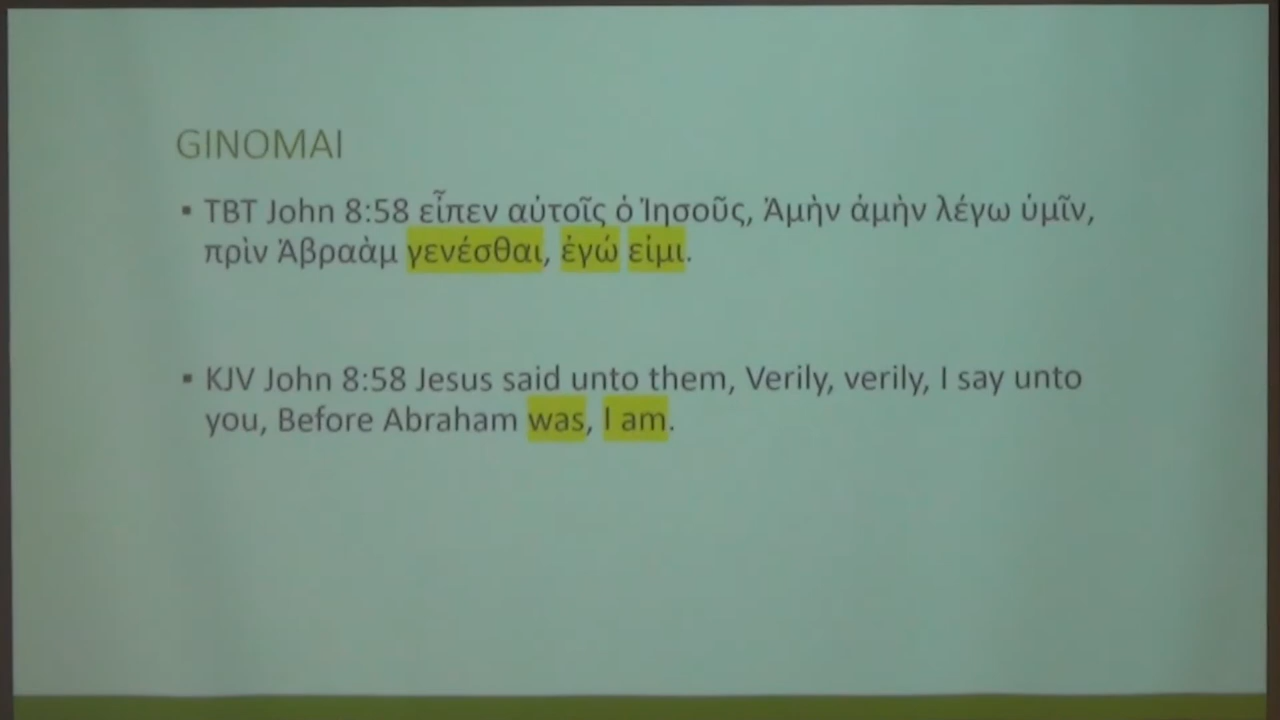 GINOMAI
▪ TBT John 8:58 εἶπεν αὐτοῖς ὁ Ἰησοῦς, Ἀμὴν ἀμὴν λέγω ὑμῖν,
πρὶν Ἀβραὰμ γενέσθαι, ἐγώ εἰμι.
▪ KJV John 8:58 Jesus said unto them, Verily, verily, I say unto
you, Before Abraham was, I am.